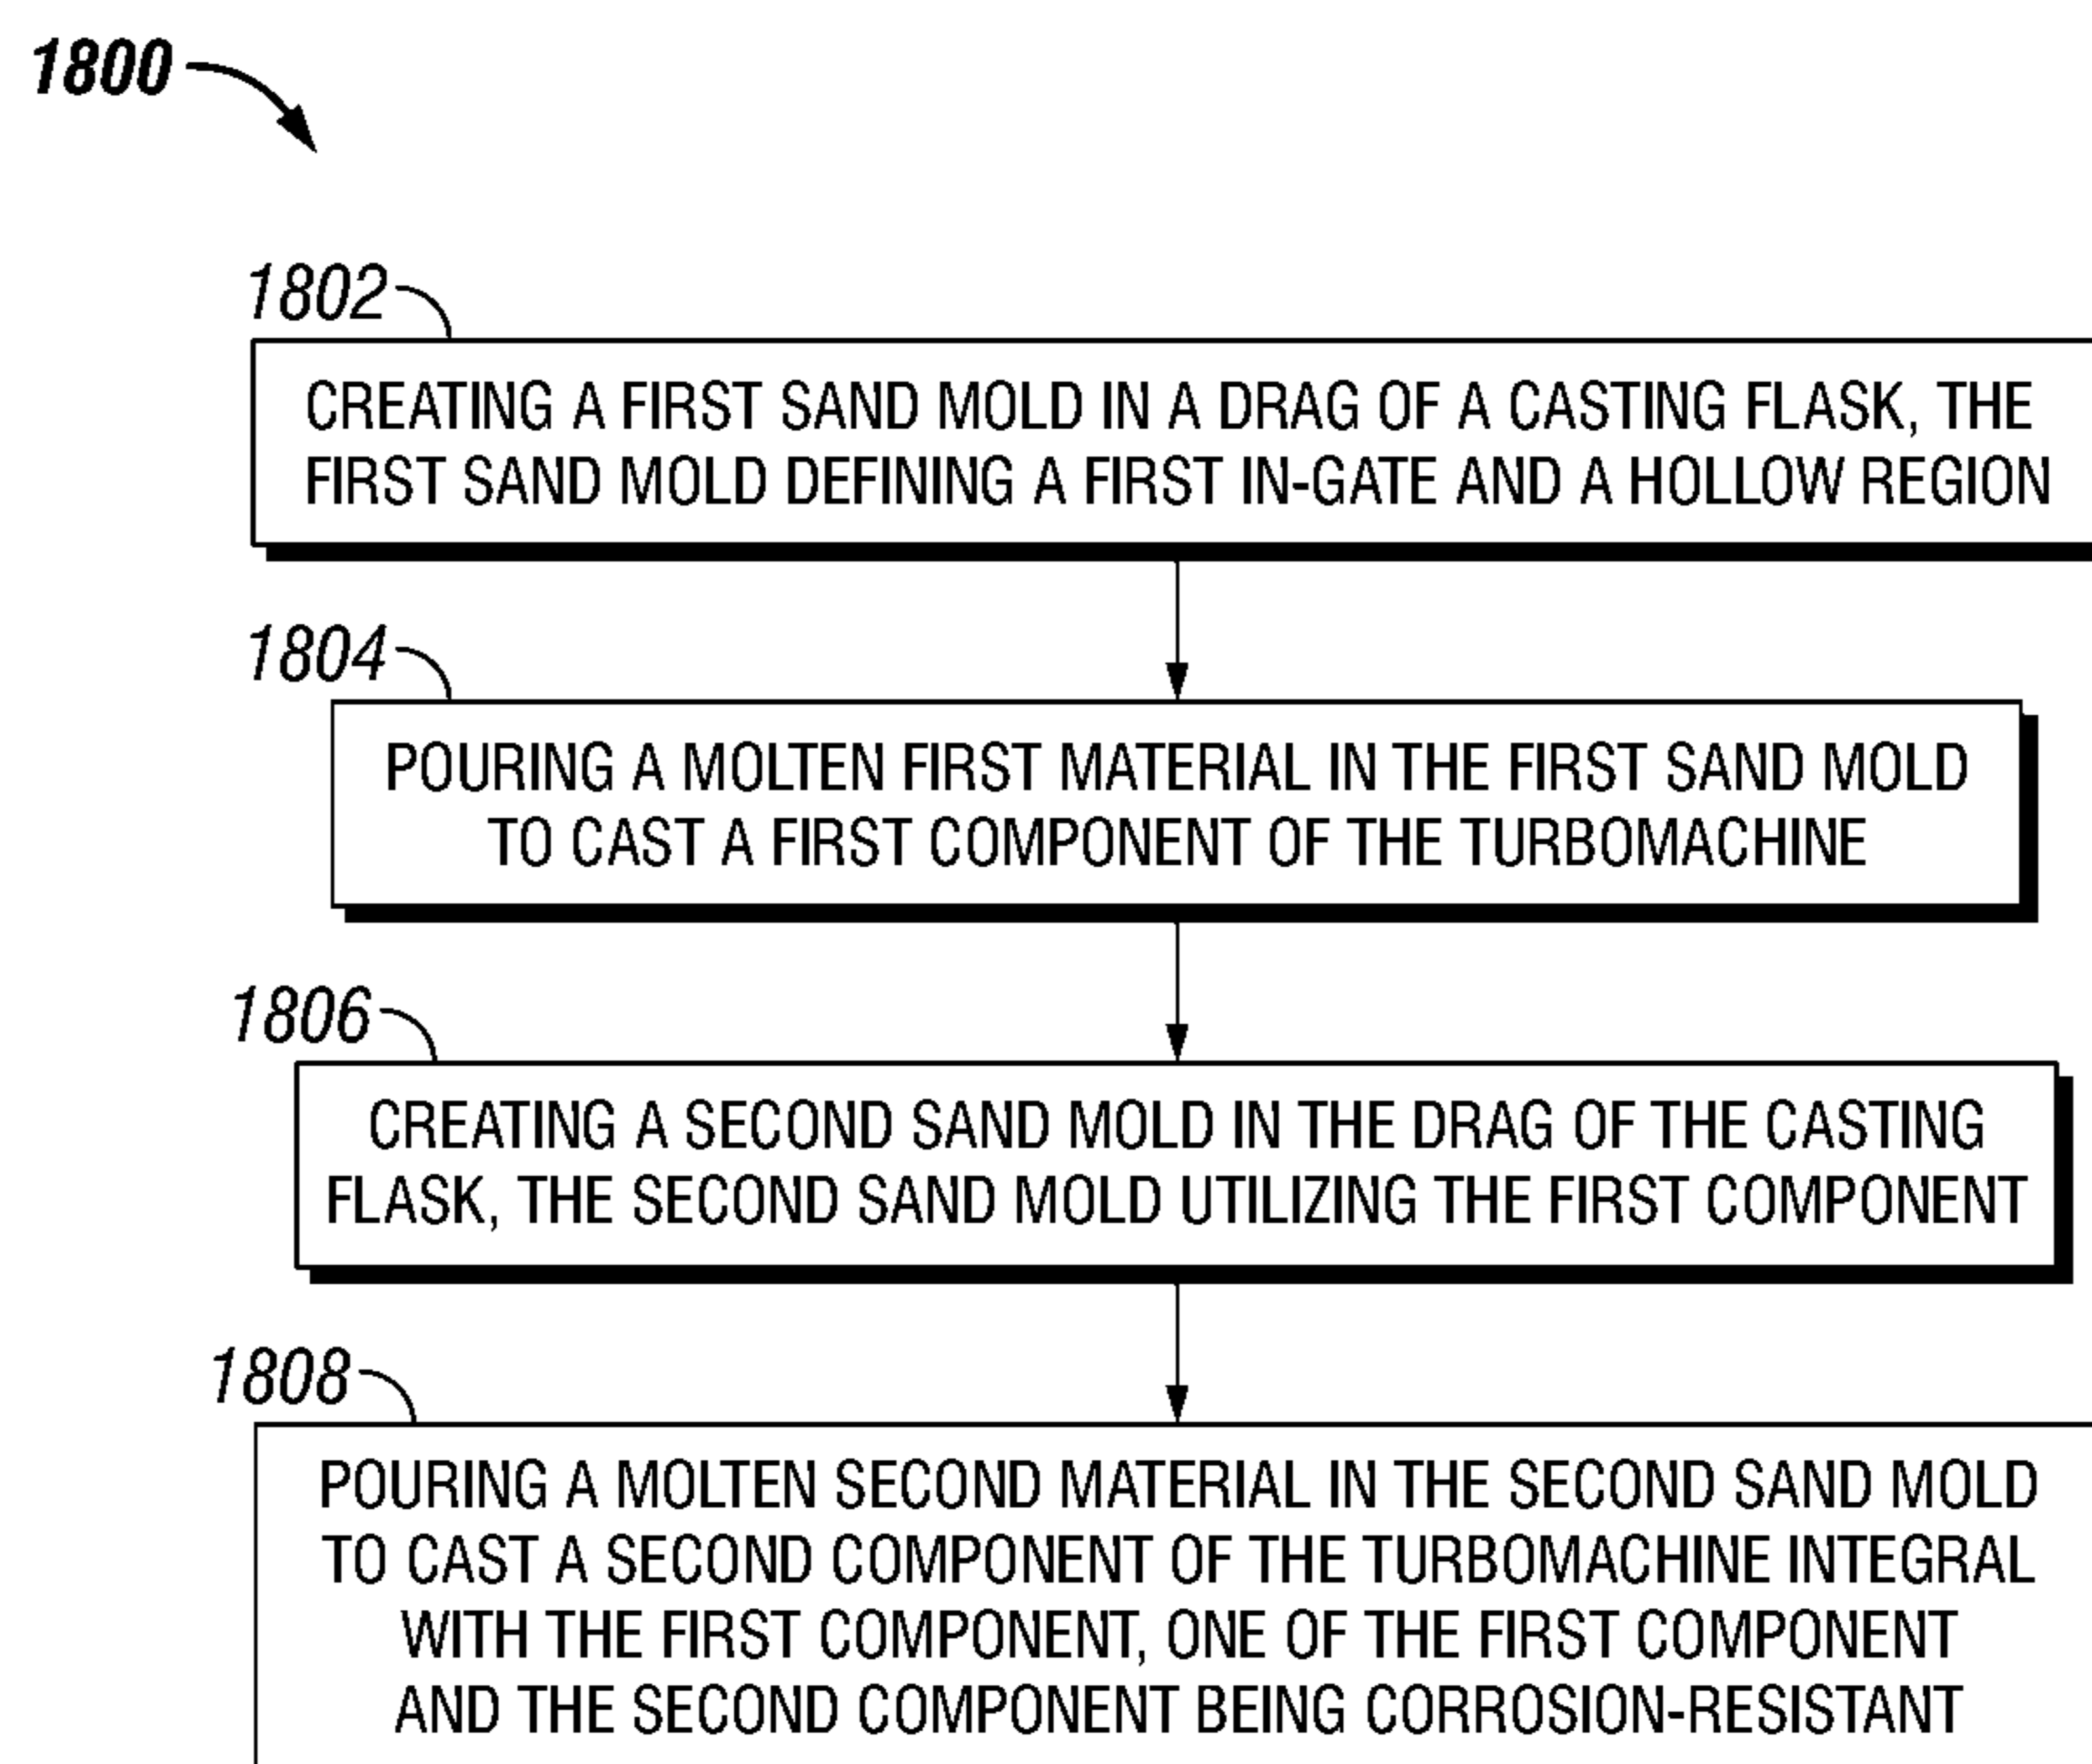 1800
1802
CREATING A FIRST SAND MOLD IN A DRAG OF A CASTING FLASK, THE
FIRST SAND MOLD DEFINING A FIRST IN-GATE AND A HOLLOW REGION
1804
POURING A MOLTEN FIRST MATERIAL IN THE FIRST SAND MOLD
TO CAST A FIRST COMPONENT OF THE TURBOMACHINE
1806
CREATING A SECOND SAND MOLD IN THE DRAG OF THE CASTING
FLASK, THE SECOND SAND MOLD UTILIZING THE FIRST COMPONENT
1808
POURING A MOLTEN SECOND MATERIAL IN THE SECOND SAND MOLD
TO CAST A SECOND COMPONENT OF THE TURBOMACHINE INTEGRAL
WITH THE FIRST COMPONENT, ONE OF THE FIRST COMPONENT
AND THE SECOND COMPONENT BEING CORROSION-RESISTANT